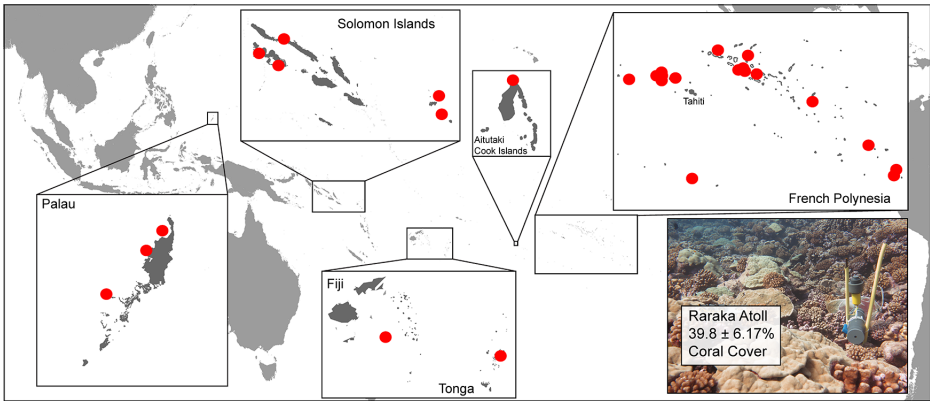 Solomon Islands
Aitutaki
Cook Islands
Tahiti
French Polynesia
Palau
Fiji
Tonga
Raraka Atoll
39.8 ± 6.17%
Coral Cover